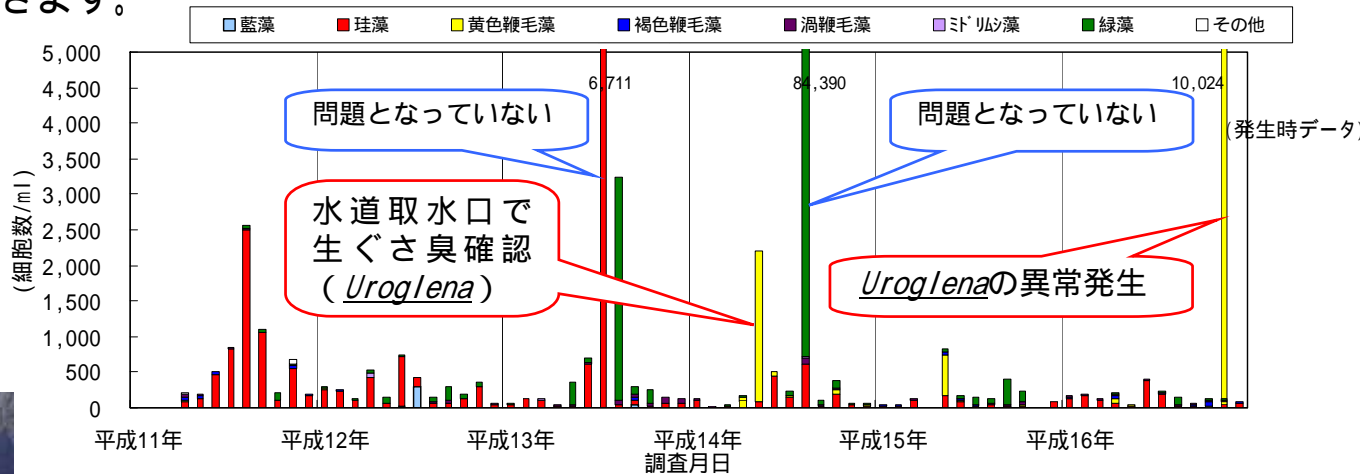 きます。
藍藻 珪藻 黄色鞭毛藻 褐色鞭毛藻 渦鞭毛藻 ミドリムシ藻 緑藻 その他
5,000
4,500
4,000
3,500
3,000
2,500
2,000
1,500
1,000
500
0
(細胞数/ml)
6,711
84,390
10,024
(発生時データ)
問題となっていない
問題となっていない
水道取水口で
生ぐさ臭確認
(Uroglena)
Uroglenaの異常発生
平成11年 平成12年 平成13年 平成14年 平成15年 平成16年
調査月日